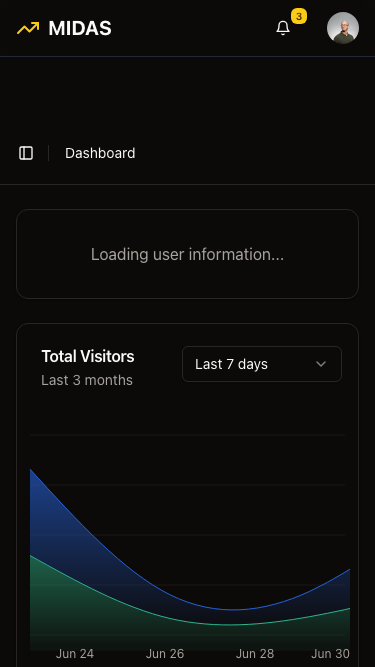 MIDAS
3
Dashboard
Loading user information...
Total Visitors
Last 7 days
Last 3 months
Jun 24 Jun 26 Jun 28 Jun 30